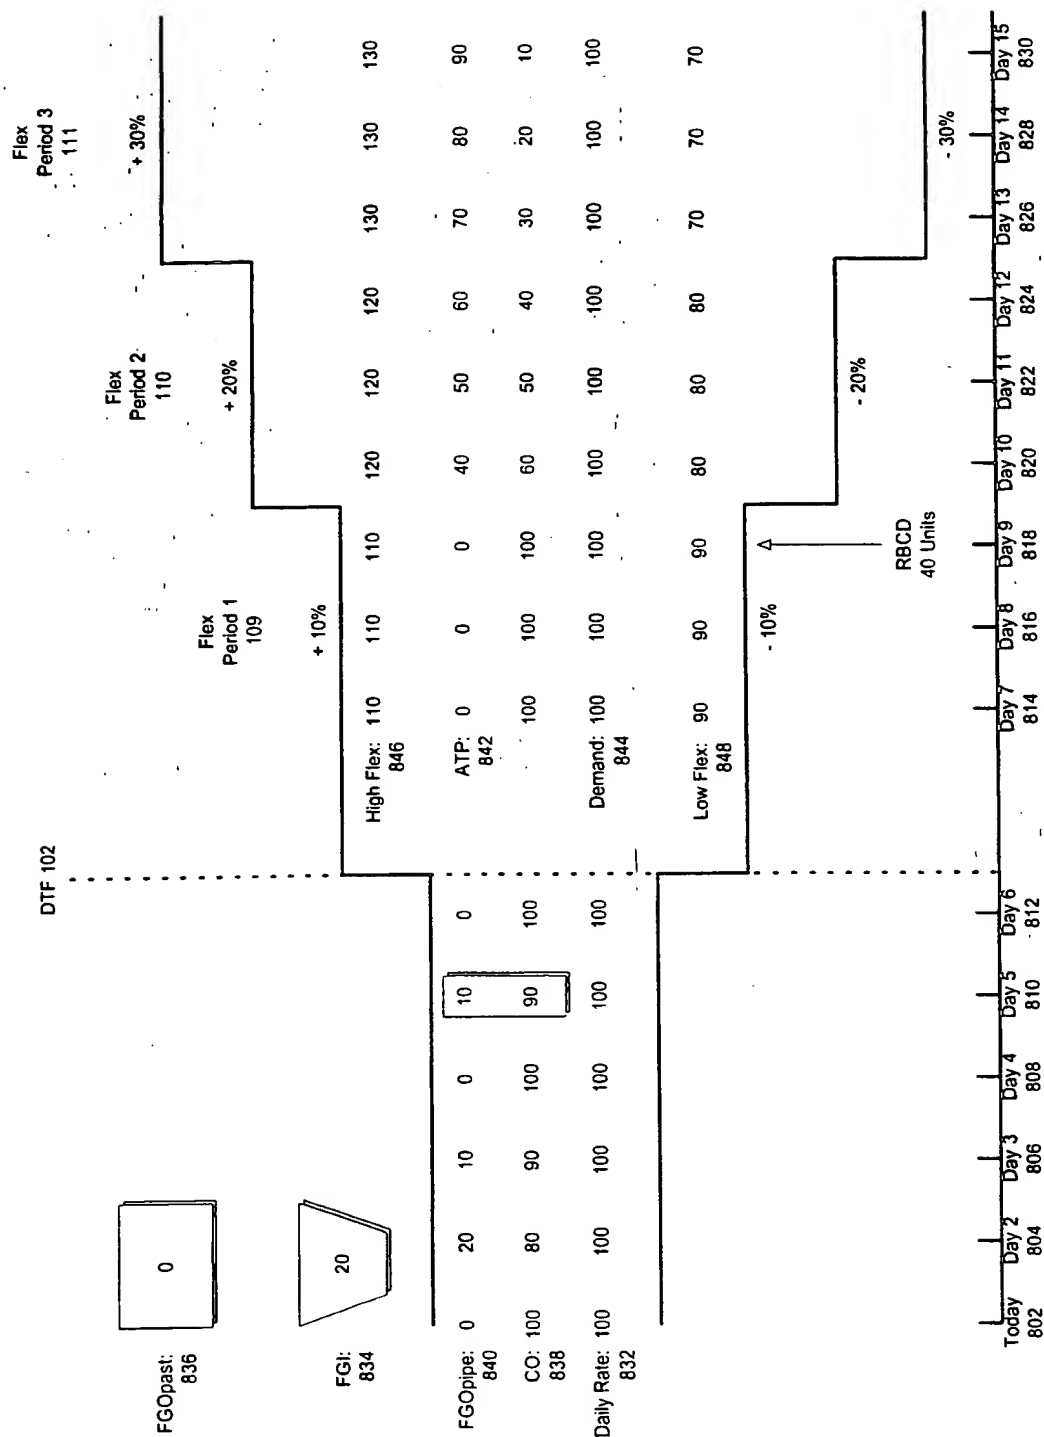 Flex
Period 3
111
+ 30%
DTF 102
Flex
Period 2
110
+ 20%
Flex
Period 1
109
+ 10%
FGOpast:
836
0
FGI:
834
20
High Flex: 110 110 110 120 120 120 130 130 130
846
FGOpipe: 0 20 10 0 10 0
840
ATP: 0 0 0 40 50 60 70 80 90
842
CO: 100 80 90 100 90 100 100 100 100 60 50 40 30 20 10
838
Daily Rate: 100 100 100 100 100 100
832
Demand: 100 100 100 100 100 100 100 100 100
844
Low Flex: 90 90 90 80 80 80 70 70 70
848
- 10%
- 20%
- 30%
RBCD
40 Units
Today Day 2 Day 3 Day 4 Day 5 Day 6 Day 7 Day 8 Day 9 Day 10 Day 11 Day 12 Day 13 Day 14 Day 15
802 804 806 808 810 812 814 816 818 820 822 824 826 828 830